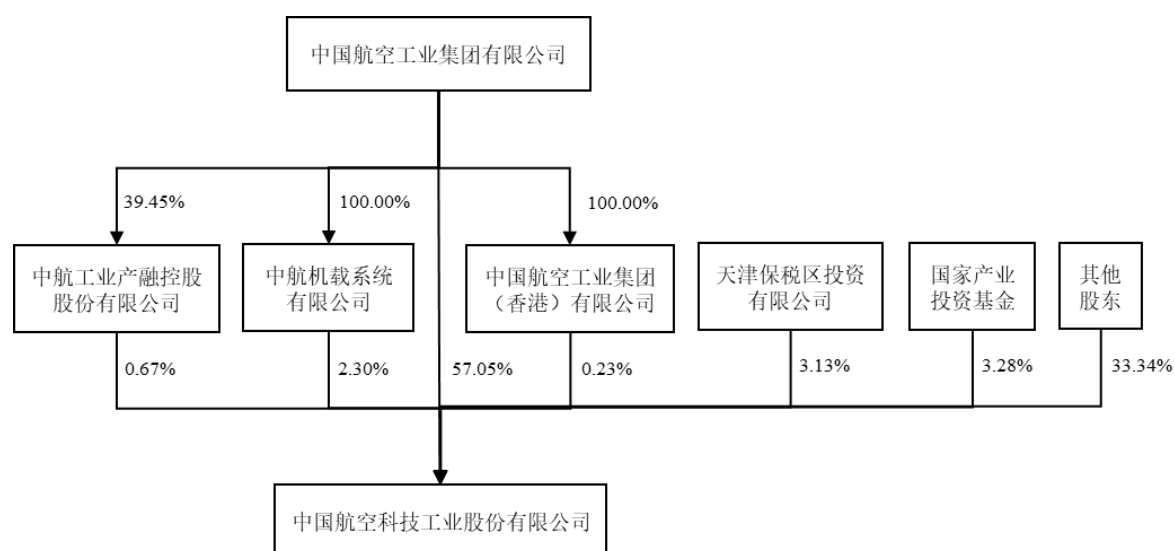 中国航空工业集团有限公司
39.45%
100.00%
100.00%
中航工业产融控股
股份有限公司
中航机载系统
有限公司
中国航空工业集团
（香港）有限公司
天津保税区投资
有限公司
国家产业
投资基金
其他
股东
0.67%
2.30%
57.05%
0.23%
3.13%
3.28%
33.34%
中国航空科技工业股份有限公司